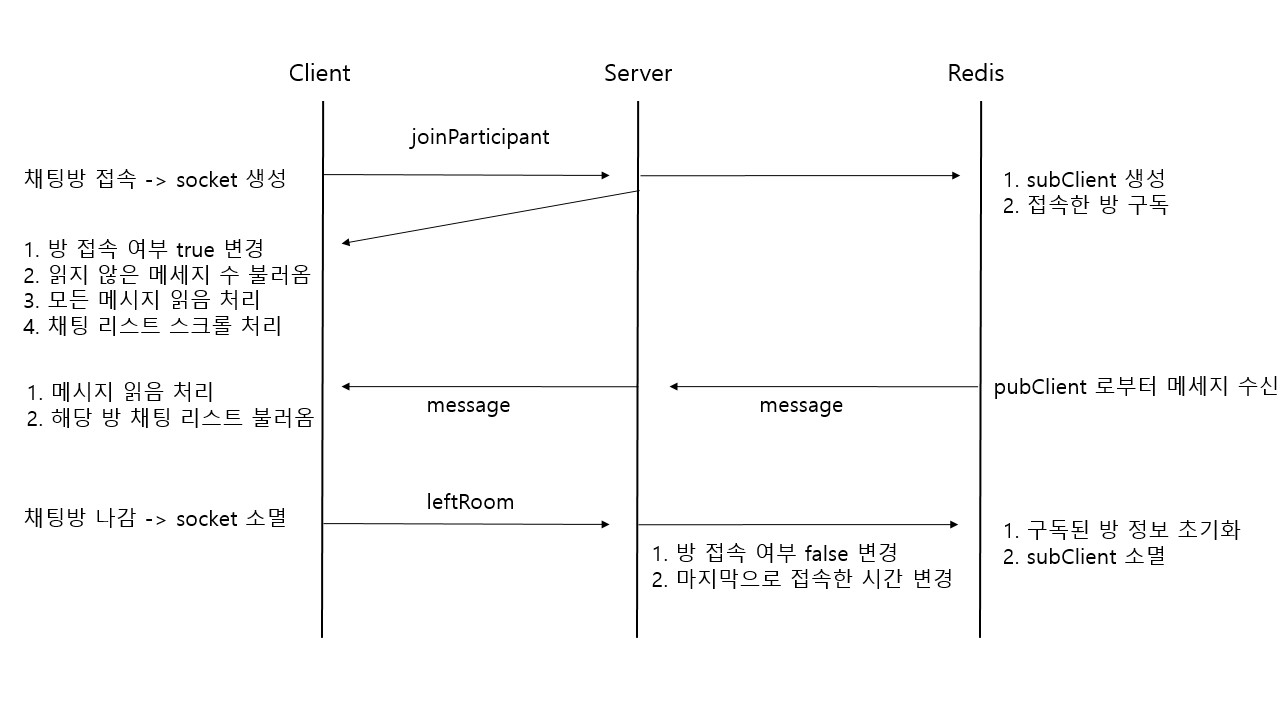 Client
Server
Redis
joinParticipant
채팅방 접속 -> socket 생성
1. subClient 생성
2. 접속한 방 구독
1. 방 접속 여부 true 변경
2. 읽지 않은 메세지 수 불러옴
3. 모든 메시지 읽음 처리
4. 채팅 리스트 스크롤 처리
1. 메시지 읽음 처리
2. 해당 방 채팅 리스트 불러옴
message
message
pubClient 로부터 메세지 수신
채팅방 나감 -> socket 소멸
leftRoom
1. 방 접속 여부 false 변경
2. 마지막으로 접속한 시간 변경
1. 구독된 방 정보 초기화
2. subClient 소멸